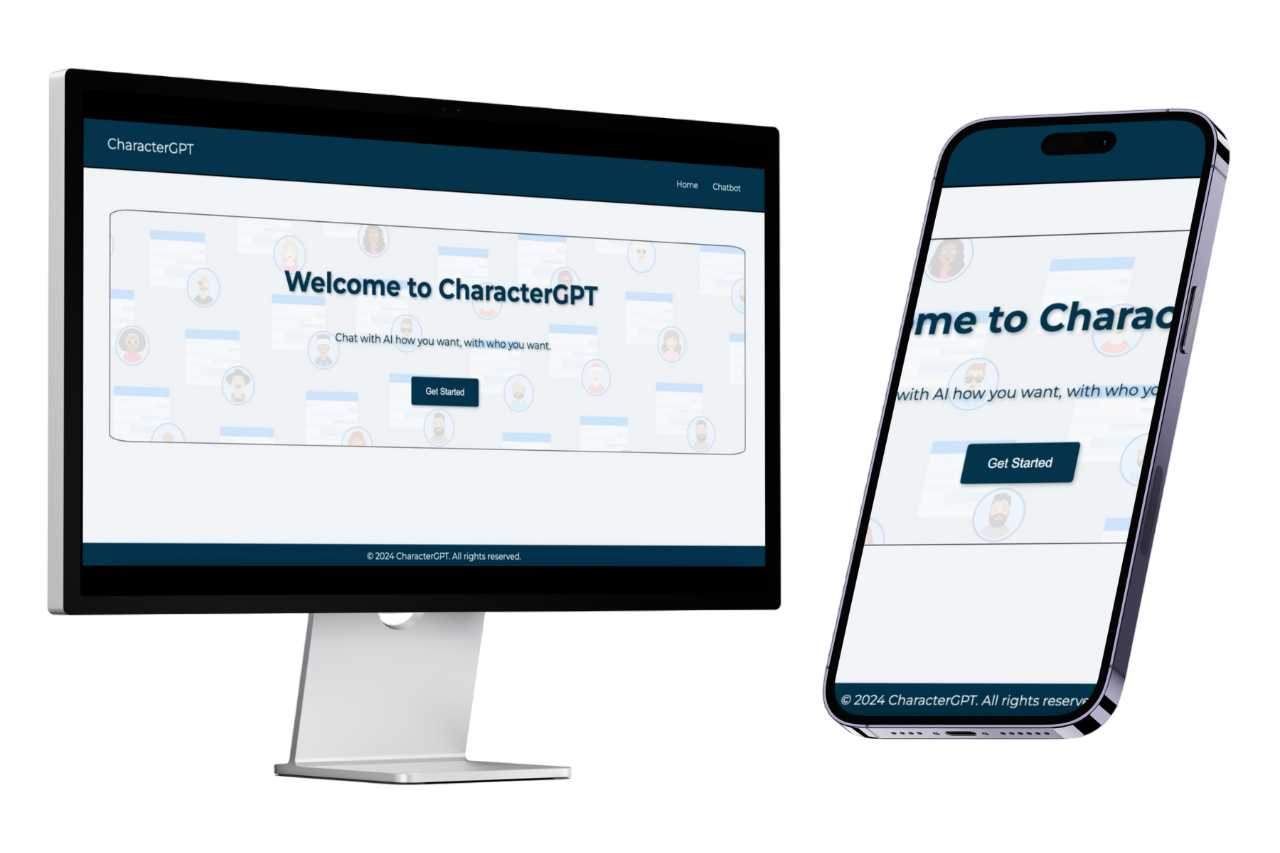 CharacterGPT
Home Chatbot
Welcome to CharacterGPT
Chat with AI how you want, with who you want.
Get Started
© 2024 CharacterGPT. All rights reserved.
ome to Charac
with AI how you want, with who yo
Get Started
© 2024 CharacterGPT. All rights reserve